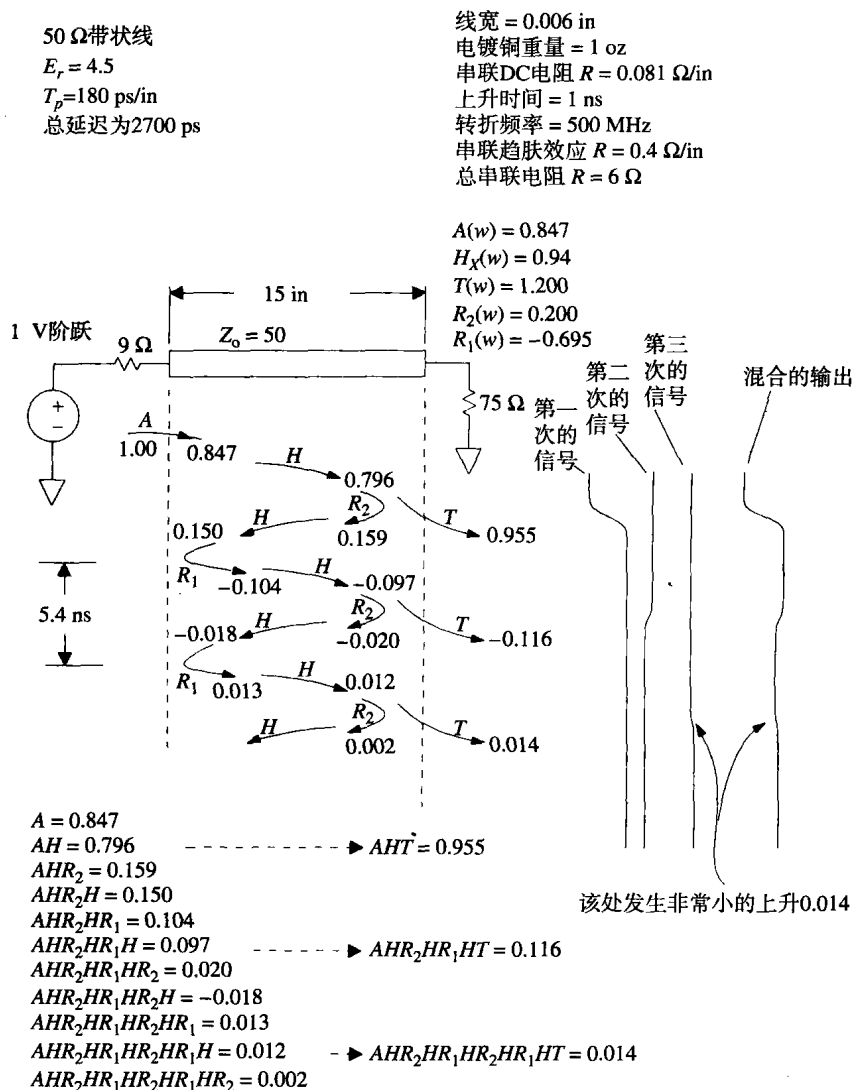 50 Ω带状线
E_r = 4.5
T_p=180 ps/in
总延迟为2700 ps
线宽 = 0.006 in
电镀铜重量 = 1 oz
串联DC电阻 R = 0.081 Ω/in
上升时间 = 1 ns
转折频率 = 500 MHz
串联趋肤效应 R = 0.4 Ω/in
总串联电阻 R = 6 Ω
A(w) = 0.847
H_X(w) = 0.94
T(w) = 1.200
R_2(w) = 0.200
R_1(w) = -0.695
15 in
1 V阶跃
9 Ω
Z_o = 50
75 Ω
第一
次的
信号
第二
次的
信号
第三
次的
信号
混合的输出
+
−
A
1.00
0.847
H
0.796
R_2
T
0.955
0.150
H
0.159
R_1
-0.104
H
-0.097
5.4 ns
-0.018
H
R_2
-0.020
T
-0.116
R_1
0.013
H
0.012
H
R_2
0.002
T
0.014
该处发生非常小的上升0.014
A = 0.847
AH = 0.796
AHT = 0.955
AHR_2 = 0.159
AHR_2H = 0.150
AHR_2HR_1 = 0.104
AHR_2HR_1H = 0.097
AHR_2HR_1HT = 0.116
AHR_2HR_1HR_2 = 0.020
AHR_2HR_1HR_2H = -0.018
AHR_2HR_1HR_2HR_1 = 0.013
AHR_2HR_1HR_2HR_1H = 0.012
AHR_2HR_1HR_2HR_1HT = 0.014
AHR_2HR_1HR_2HR_1HR_2 = 0.002